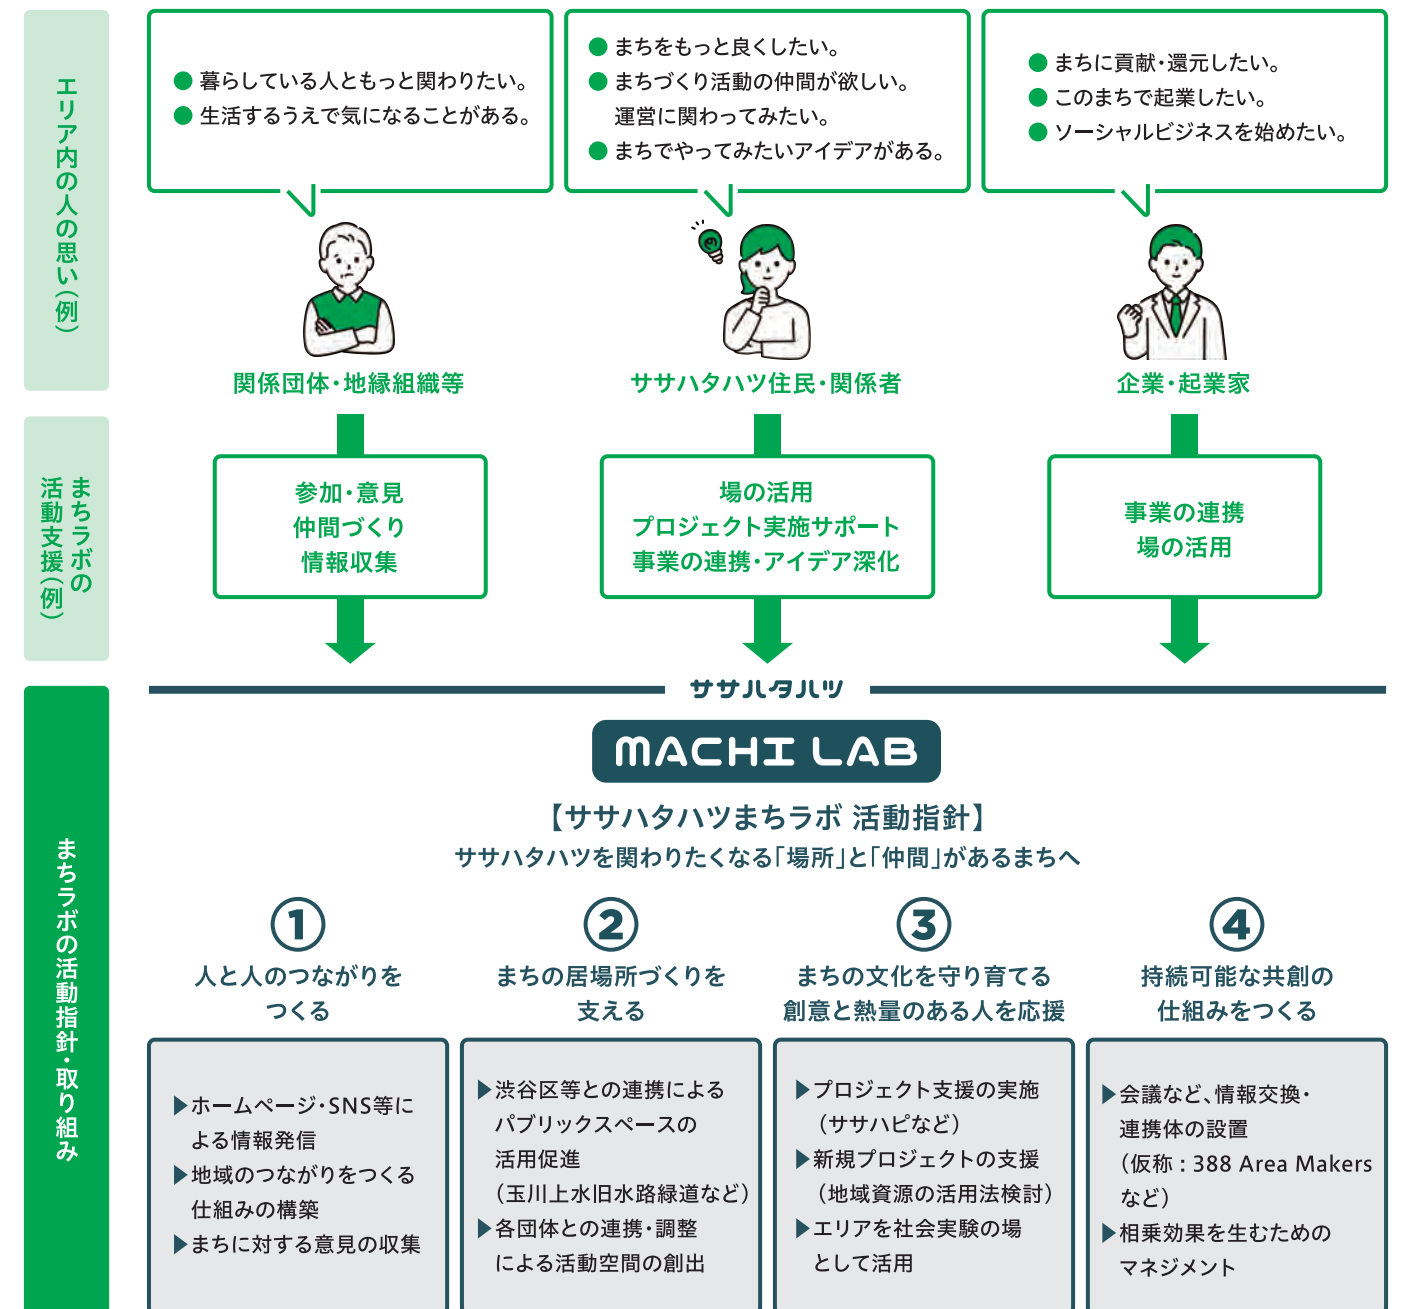 エリア内の人の思い（例）
● 暮らしている人ともっと関わりたい。
● 生活するうえで気になることがある。
● まちをもっと良くしたい。
● まちづくり活動の仲間が欲しい。
運営に関わってみたい。
● まちでやってみたいアイデアがある。
● まちに貢献・還元したい。
● このまちで起業したい。
● ソーシャルビジネスを始めたい。
関係団体・地縁組織等
ササハタハツ住民・関係者
企業・起業家
まちラボの
活動支援（例）
参加・意見
仲間づくり
情報収集
場の活用
プロジェクト実施サポート
事業の連携・アイデア深化
事業の連携
場の活用
まちラボの活動指針・取り組み
ササハタハツ
MACHI LAB
【ササハタハツまちラボ 活動指針】
ササハタハツを関わりたくなる「場所」と「仲間」があるまちへ
①
人と人のつながりを
つくる
▶ホームページ・SNS等に
よる情報発信
▶地域のつながりをつくる
仕組みの構築
▶まちに対する意見の収集
②
まちの居場所づくりを
支える
▶渋谷区等との連携による
パブリックスペースの
活用促進
（玉川上水旧水路緑道など）
▶各団体との連携・調整
による活動空間の創出
③
まちの文化を守り育てる
創意と熱量のある人を応援
▶プロジェクト支援の実施
（ササハピなど）
▶新規プロジェクトの支援
（地域資源の活用法検討）
▶エリアを社会実験の場
として活用
④
持続可能な共創の
仕組みをつくる
▶会議など、情報交換・
連携体の設置
（仮称：388 Area Makers
など）
▶相乗効果を生むための
マネジメント